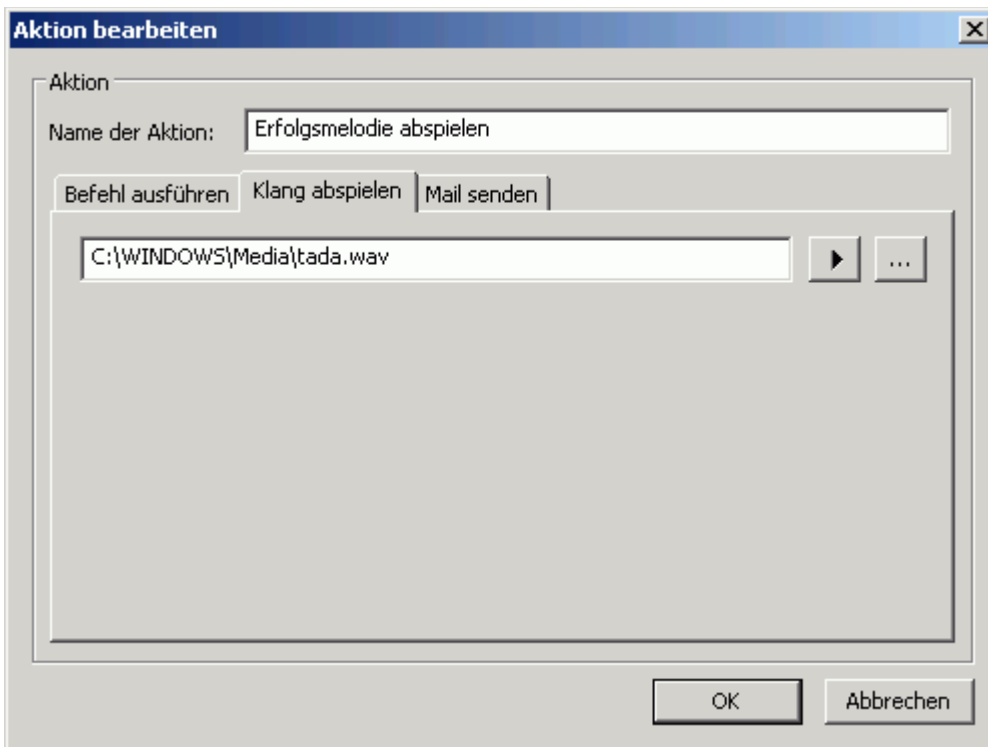 Aktion bearbeiten
Aktion
Name der Aktion: Erfolgsmelodie abspielen
Befehl ausführen Klang abspielen Mail senden
C:\WINDOWS\Media\tada.wav ...
OK Abbrechen